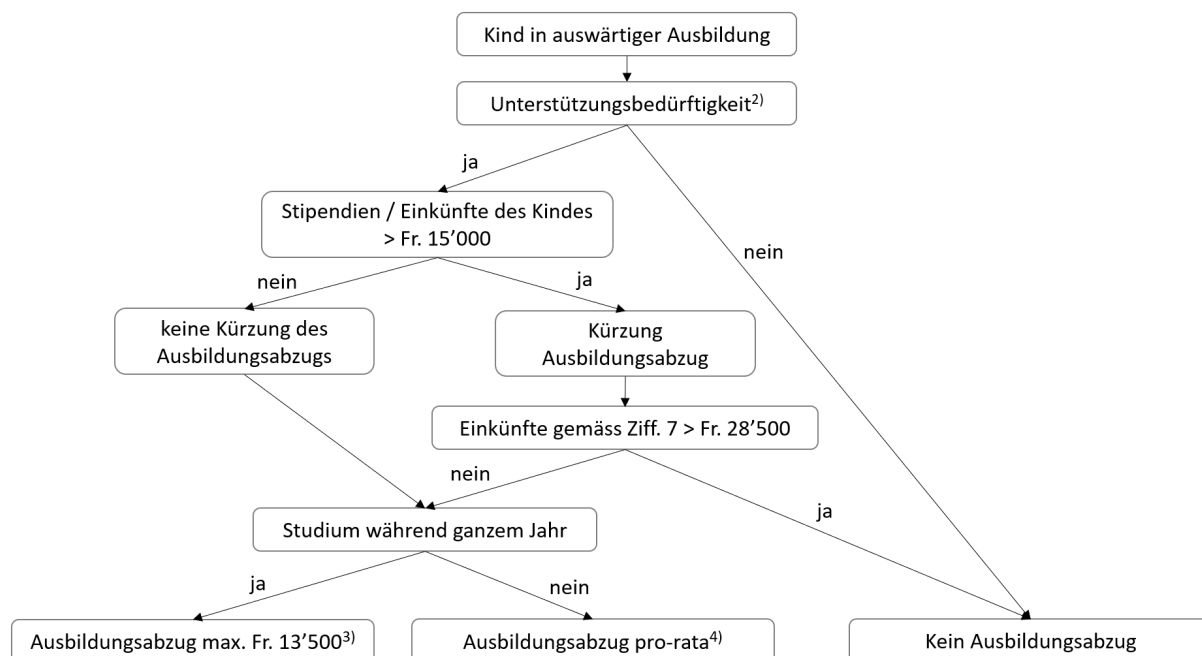 Kind in auswärtiger Ausbildung
Unterstützungsbedürftigkeit2)
ja
nein
Stipendien / Einkünfte des Kindes
> Fr. 15’000
nein
ja
keine Kürzung des
Ausbildungsabzugs
Kürzung
Ausbildungsabzug
Einkünfte gemäss Ziff. 7 > Fr. 28’500
nein
ja
Studium während ganzem Jahr
ja
nein
Ausbildungsabzug max. Fr. 13’5003)
Ausbildungsabzug pro-rata4)
Kein Ausbildungsabzug